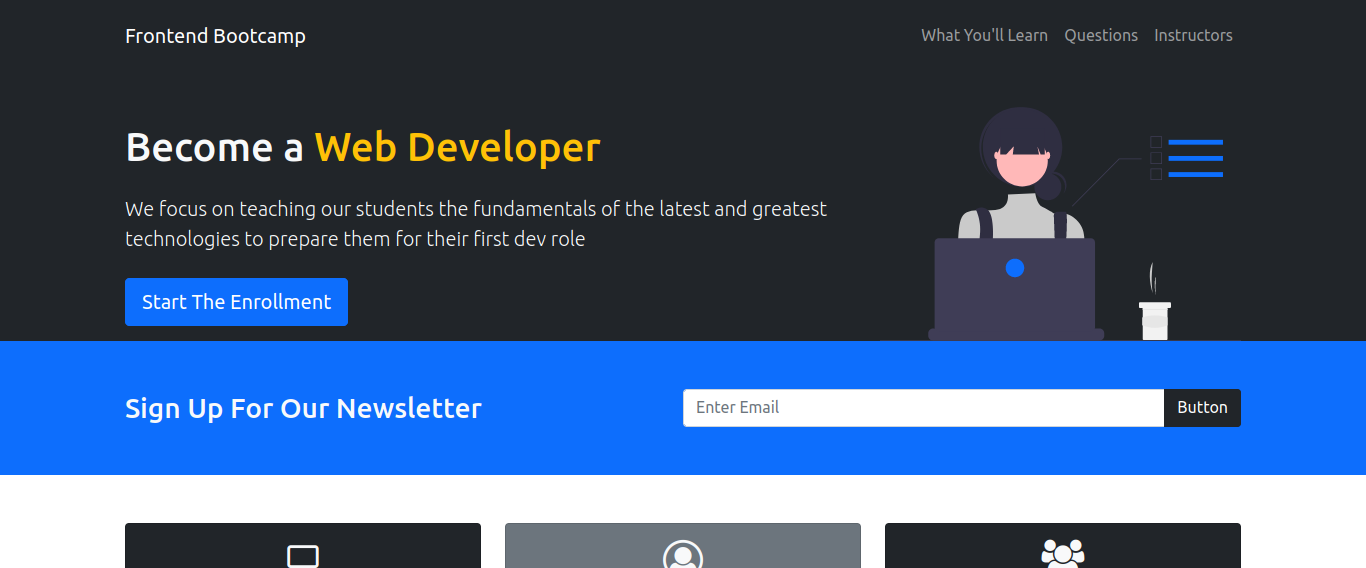 Frontend Bootcamp
What You'll Learn Questions Instructors
Become a Web Developer
We focus on teaching our students the fundamentals of the latest and greatest
technologies to prepare them for their first dev role
Start The Enrollment
Sign Up For Our Newsletter
Enter Email
Button